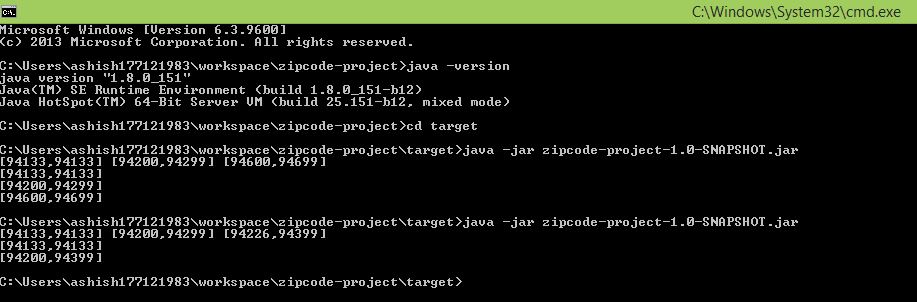 C:\Windows\System32\cmd.exe
Microsoft Windows [Version 6.3.9600]
(c) 2013 Microsoft Corporation. All rights reserved.
C:\Users\ashish177121983\workspace\zipcode-project>java -version
java version "1.8.0_151"
Java(TM) SE Runtime Environment (build 1.8.0_151-b12)
Java HotSpot(TM) 64-Bit Server VM (build 25.151-b12, mixed mode)
C:\Users\ashish177121983\workspace\zipcode-project>cd target
C:\Users\ashish177121983\workspace\zipcode-project\target>java -jar zipcode-project-1.0-SNAPSHOT.jar
[94133,94133] [94200,94299] [94600,94699]
[94133,94133]
[94200,94299]
[94600,94699]
C:\Users\ashish177121983\workspace\zipcode-project\target>java -jar zipcode-project-1.0-SNAPSHOT.jar
[94133,94133] [94200,94299] [94226,94399]
[94133,94133]
[94200,94399]
C:\Users\ashish177121983\workspace\zipcode-project\target>